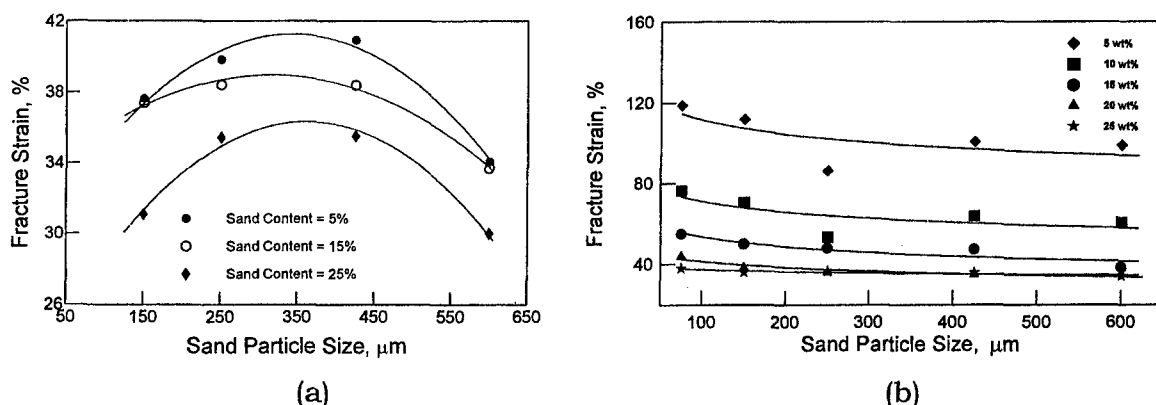 42
38
34
30
26
Fracture Strain, %
Sand Content = 5%
Sand Content = 15%
Sand Content = 25%
50 150 250 350 450 550 650
Sand Particle Size, μm
(a)
160
120
80
40
Fracture Strain, %
5 wt%
10 wt%
15 wt%
20 wt%
25 wt%
100 200 300 400 500 600
Sand Particle Size, μm
(b)